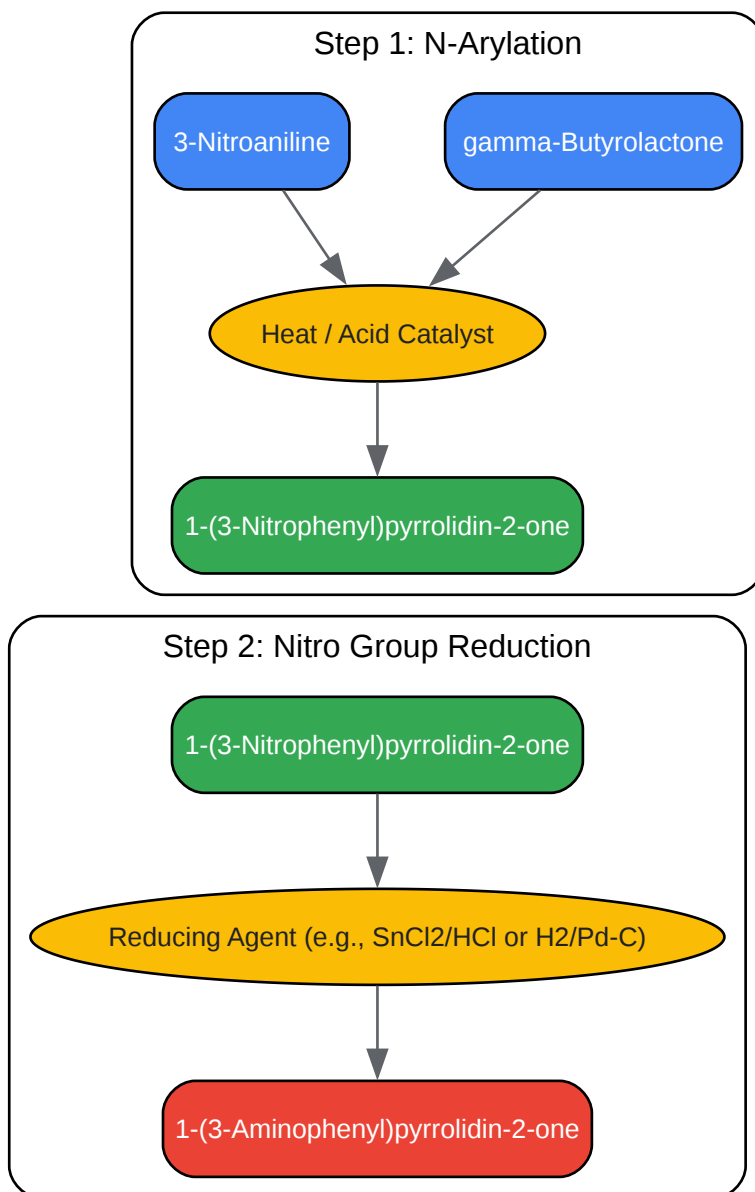 Step 1: N-Arylation
3-Nitroaniline
gamma-Butyrolactone
Heat / Acid Catalyst
1-(3-Nitrophenyl)pyrrolidin-2-one
Step 2: Nitro Group Reduction
1-(3-Nitrophenyl)pyrrolidin-2-one
Reducing Agent (e.g., SnCl2/HCl or H2/Pd-C)
1-(3-Aminophenyl)pyrrolidin-2-one